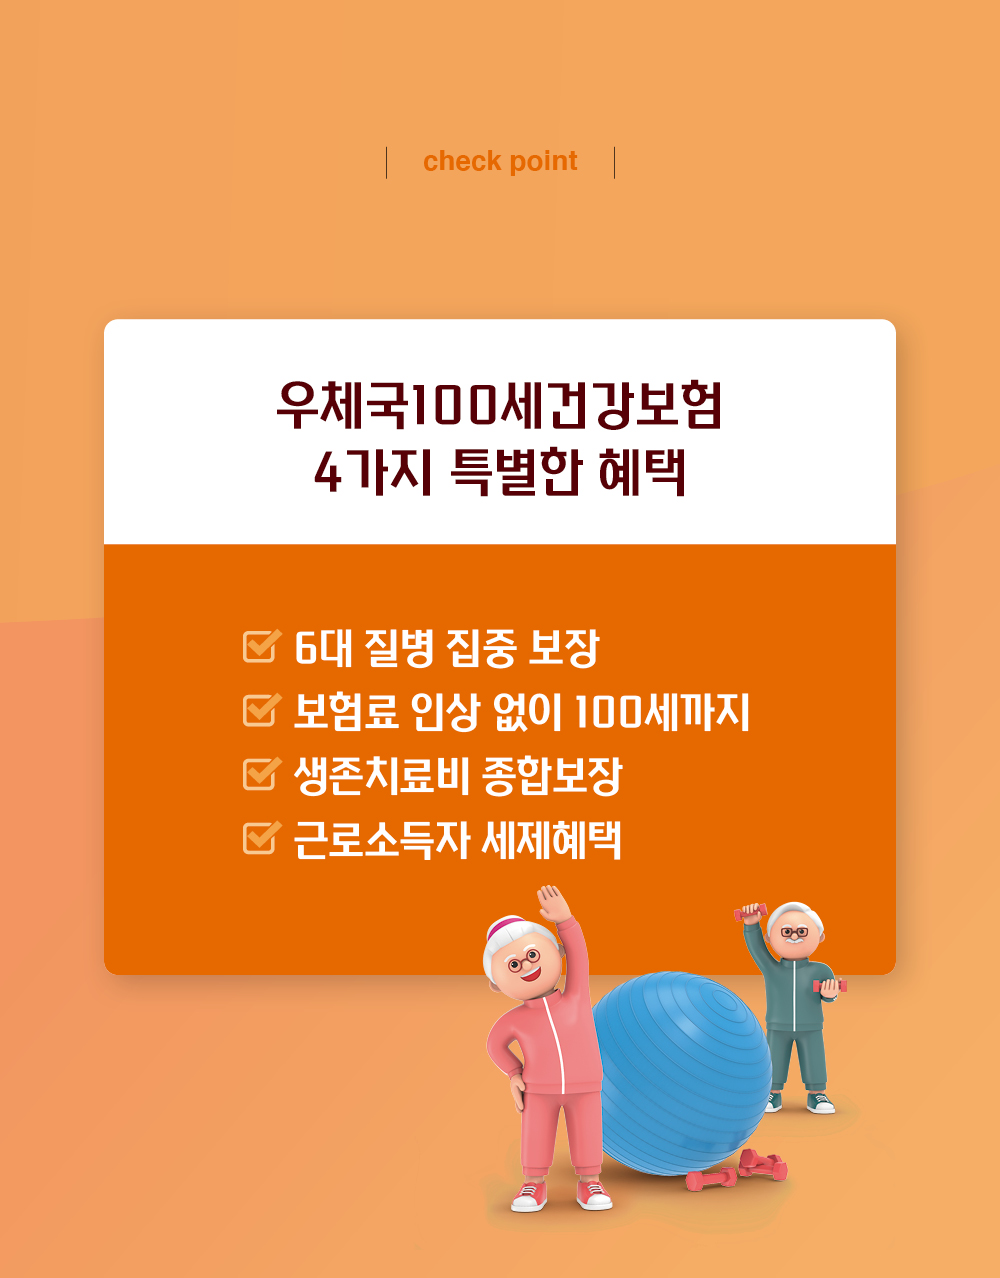 check point
우체국100세건강보험
4가지 특별한 혜택
6대 질병 집중 보장
보험료 인상 없이 100세까지
생존치료비 종합보장
근로소득자 세제혜택